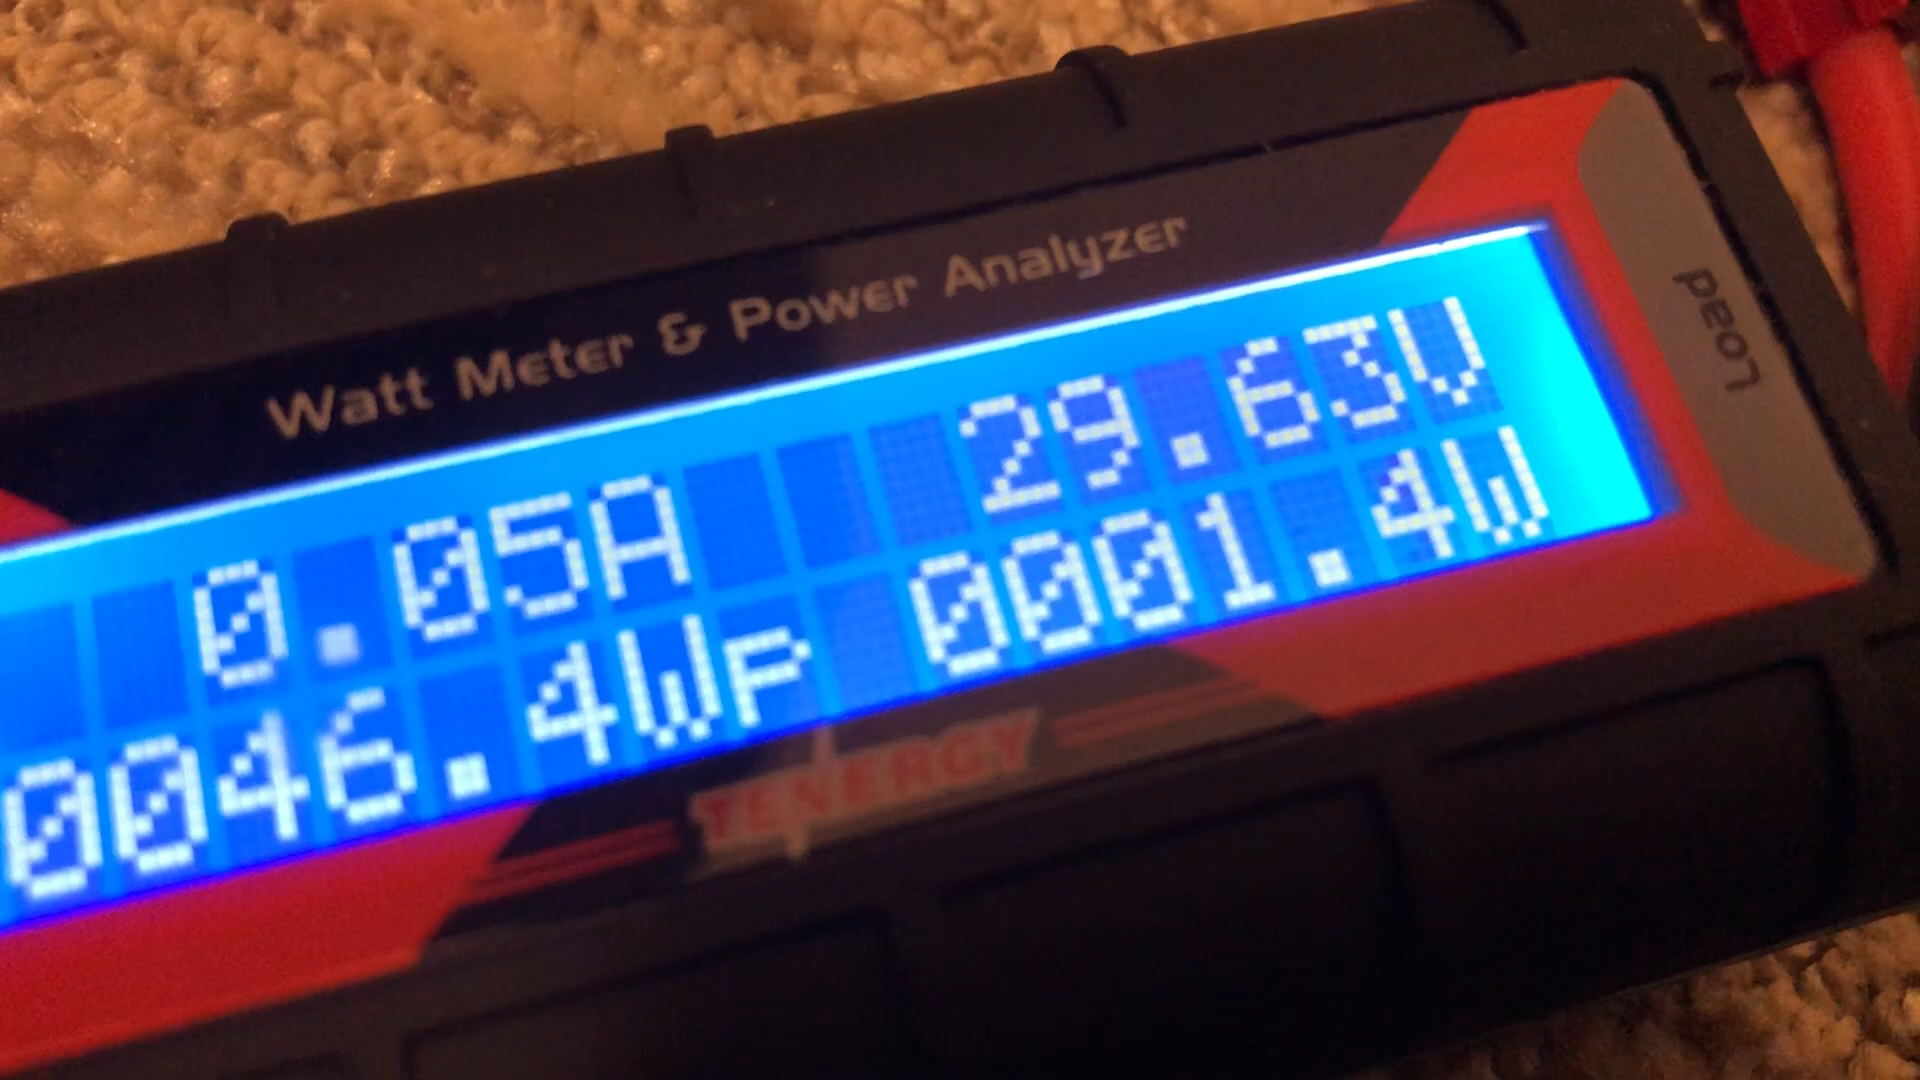 Watt Meter & Power Analyzer
Load
0.05A 29.63V
0046.4Wp 0001.4W
TENERGY